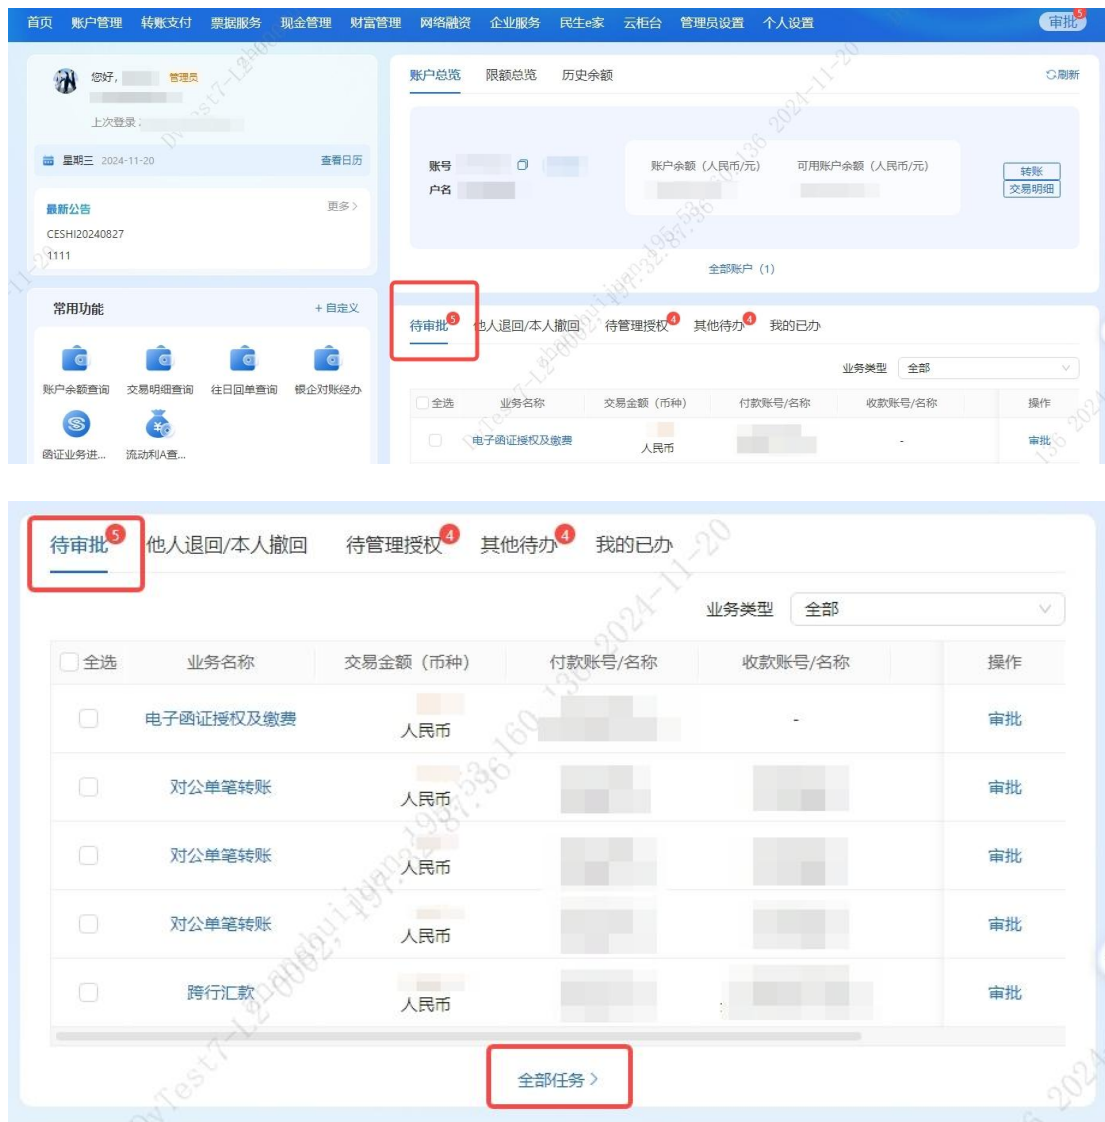 首页 账户管理 转账支付 票据服务 现金管理 财富管理 网络融资 企业服务 民生e家 云柜台 管理员设置 个人设置 审批 5
您好， 管理员
上次登录：
星期三 2024-11-20 查看日历
最新公告 更多>
CESHI20240827
1111
常用功能 + 自定义
账户余额查询 交易明细查询 往日回单查询 银企对账经办
函证业务进... 流动利A查...
账户总览 限额总览 历史余额 刷新
账号 账户余额（人民币/元） 可用账户余额（人民币/元） 转账
户名 交易明细
全部账户（1）
待审批 5 他人退回/本人撤回 待管理授权 4 其他待办 4 我的已办
业务类型 全部
全选 业务名称 交易金额（币种） 付款账号/名称 收款账号/名称 操作
电子函证授权及缴费 人民币 - 审批
待审批 5 他人退回/本人撤回 待管理授权 4 其他待办 4 我的已办
业务类型 全部
全选 业务名称 交易金额（币种） 付款账号/名称 收款账号/名称 操作
电子函证授权及缴费 人民币 - 审批
对公单笔转账 人民币 审批
对公单笔转账 人民币 审批
对公单笔转账 人民币 审批
跨行汇款 人民币 审批
全部任务 >